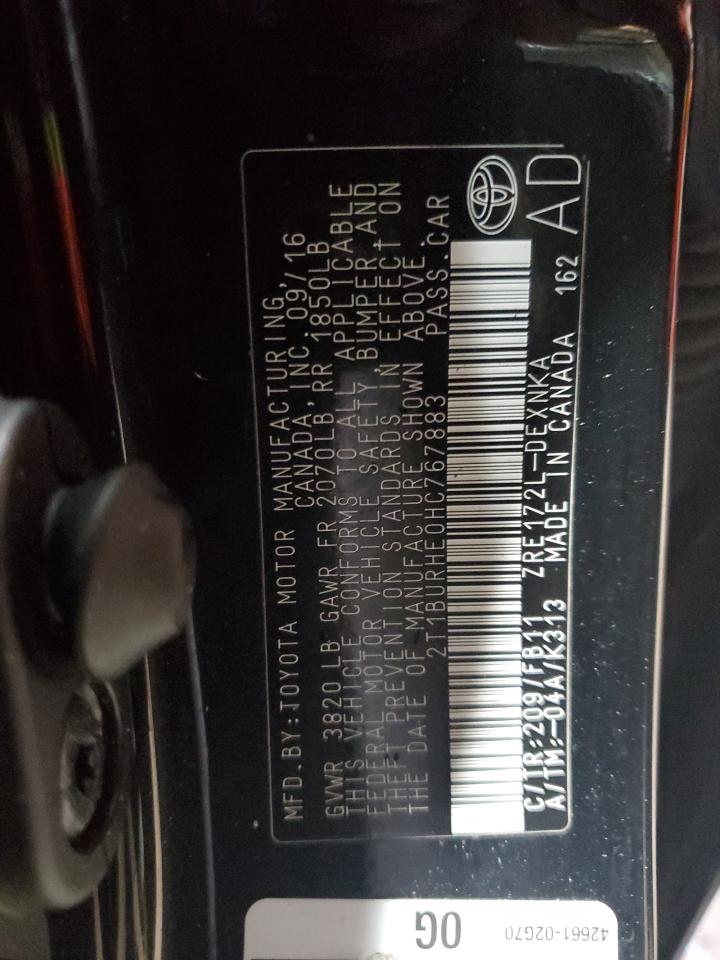 MFD.BY:TOYOTA MOTOR MANUFACTURING,
CANADA, INC. 09/16
GVWR 3820LB GAWR FR 2070LB, RR 1850LB
THIS VEHICLE CONFORMS TO ALL APPLICABLE
FEDERAL MOTOR VEHICLE SAFETY, BUMPER, AND
THEFT PREVENTION STANDARDS IN EFFECT ON
THE DATE OF MANUFACTURE SHOWN ABOVE.
2T1BURHE0HC767883 PASS.CAR
C/TR:209/FB11 ZRE172L-DEXNKA
A/TM:-04A/K313 MADE IN CANADA 162
AD
0G
42661-02G70